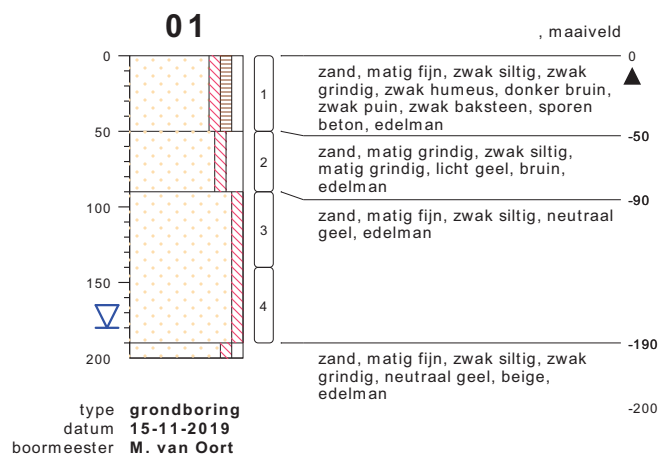 01
, maaiveld
0
0
zand, matig fijn, zwak siltig, zwak
grindig, zwak humeus, donker bruin,
zwak puin, zwak baksteen, sporen
beton, edelman
1
50
-50
zand, matig grindig, zwak siltig,
matig grindig, licht geel, bruin,
edelman
2
-90
100
zand, matig fijn, zwak siltig, neutraal
geel, edelman
3
150
4
-190
200
zand, matig fijn, zwak siltig, zwak
grindig, neutraal geel, beige,
edelman
-200
type grondboring
datum 15-11-2019
boormeester M. van Oort